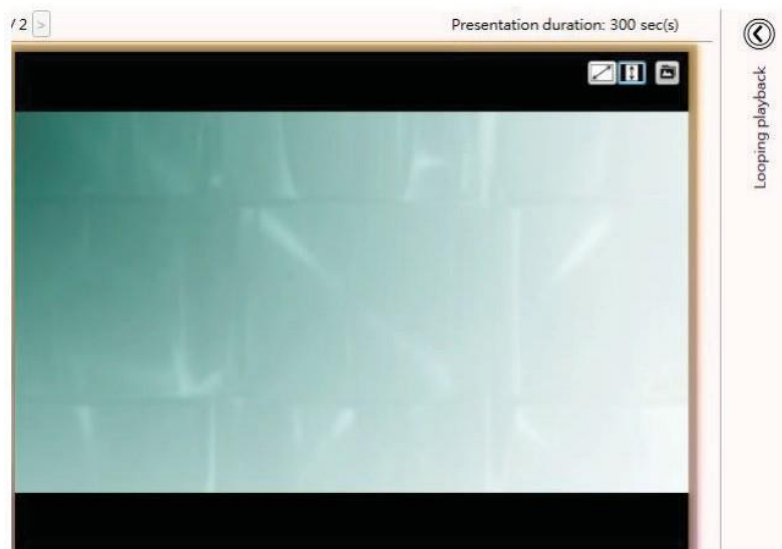 / 2 >
Presentation duration: 300 sec(s)
Looping playback